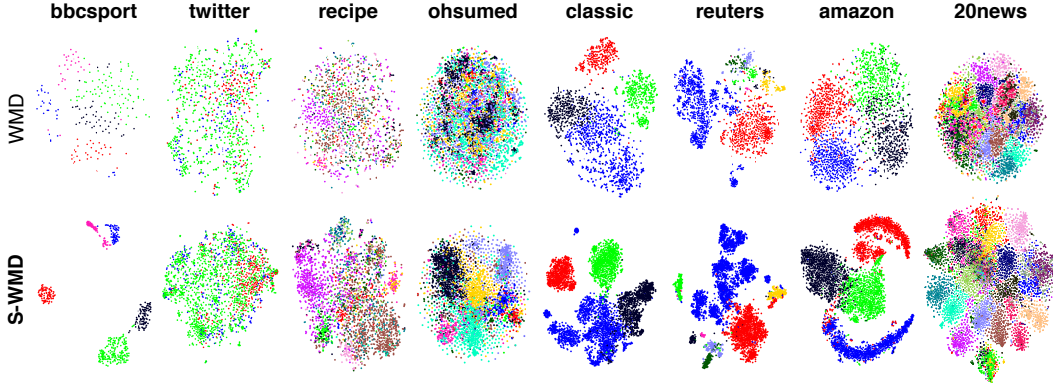 bbcsport twitter recipe ohsumed classic reuters amazon 20news
WMD
S-WMD